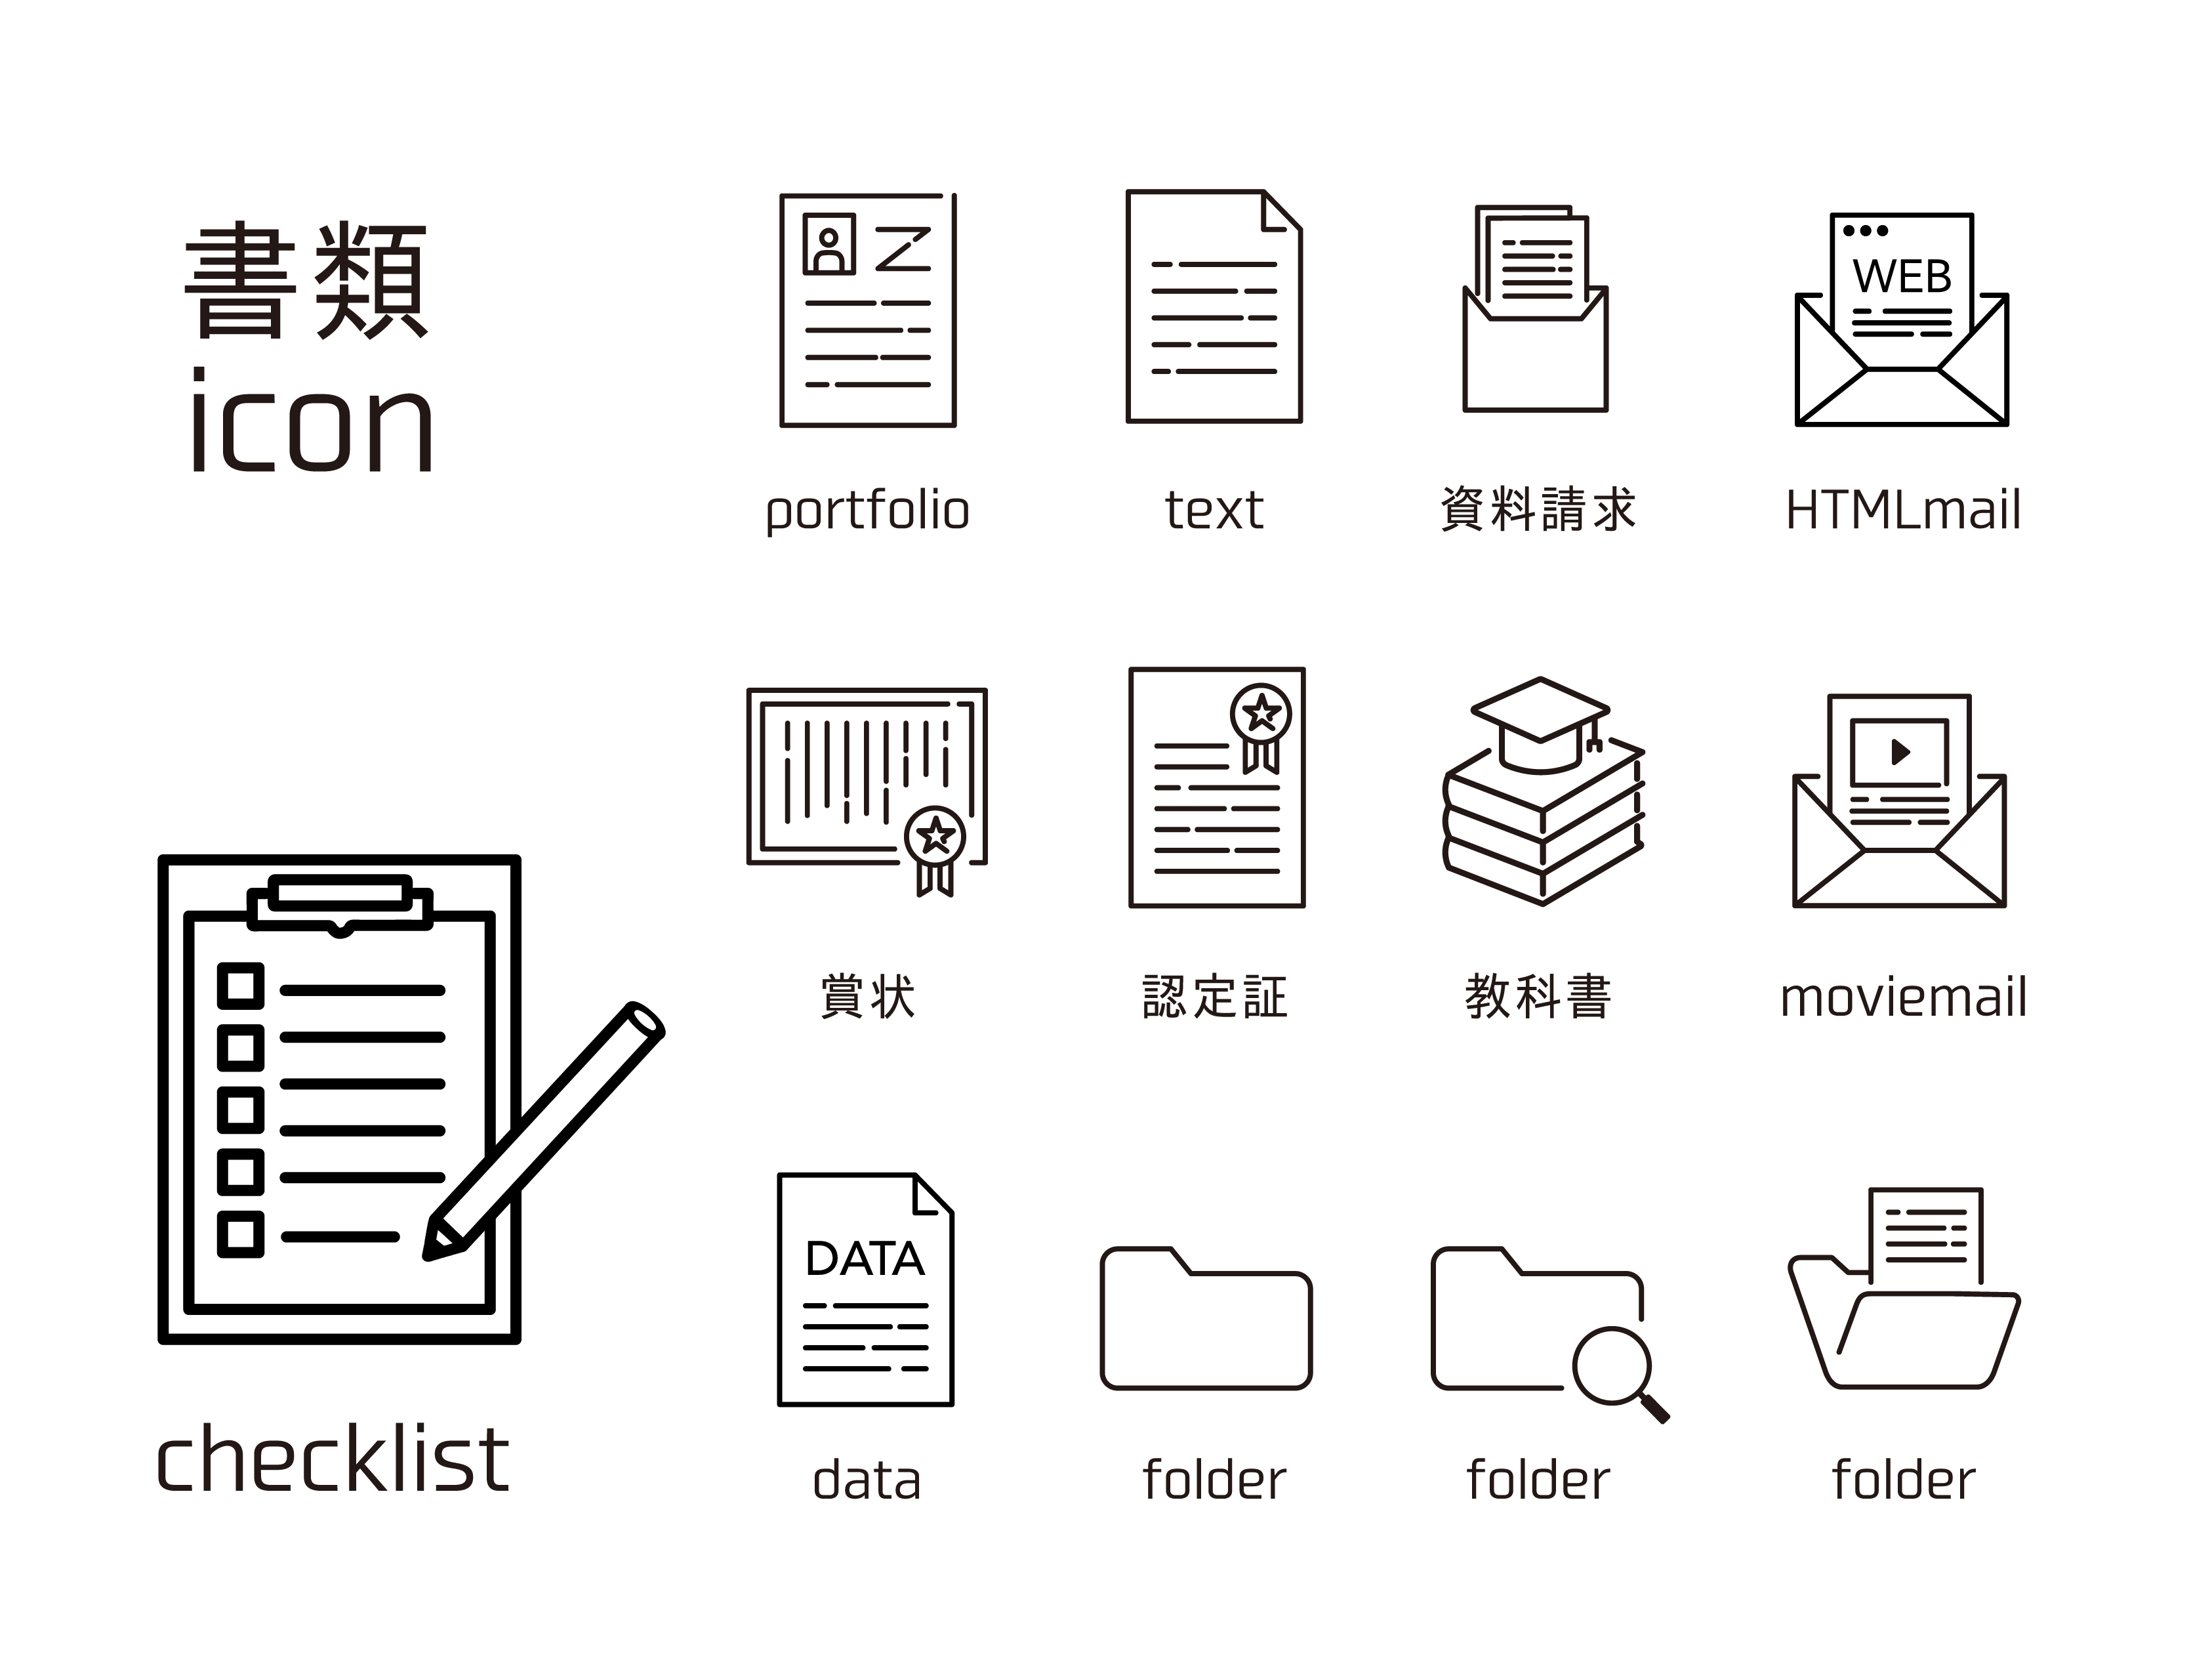 書類
icon
portfolio
text
資料請求
WEB
HTMLmail
賞状
認定証
教科書
moviemail
checklist
DATA
data
folder
folder
folder